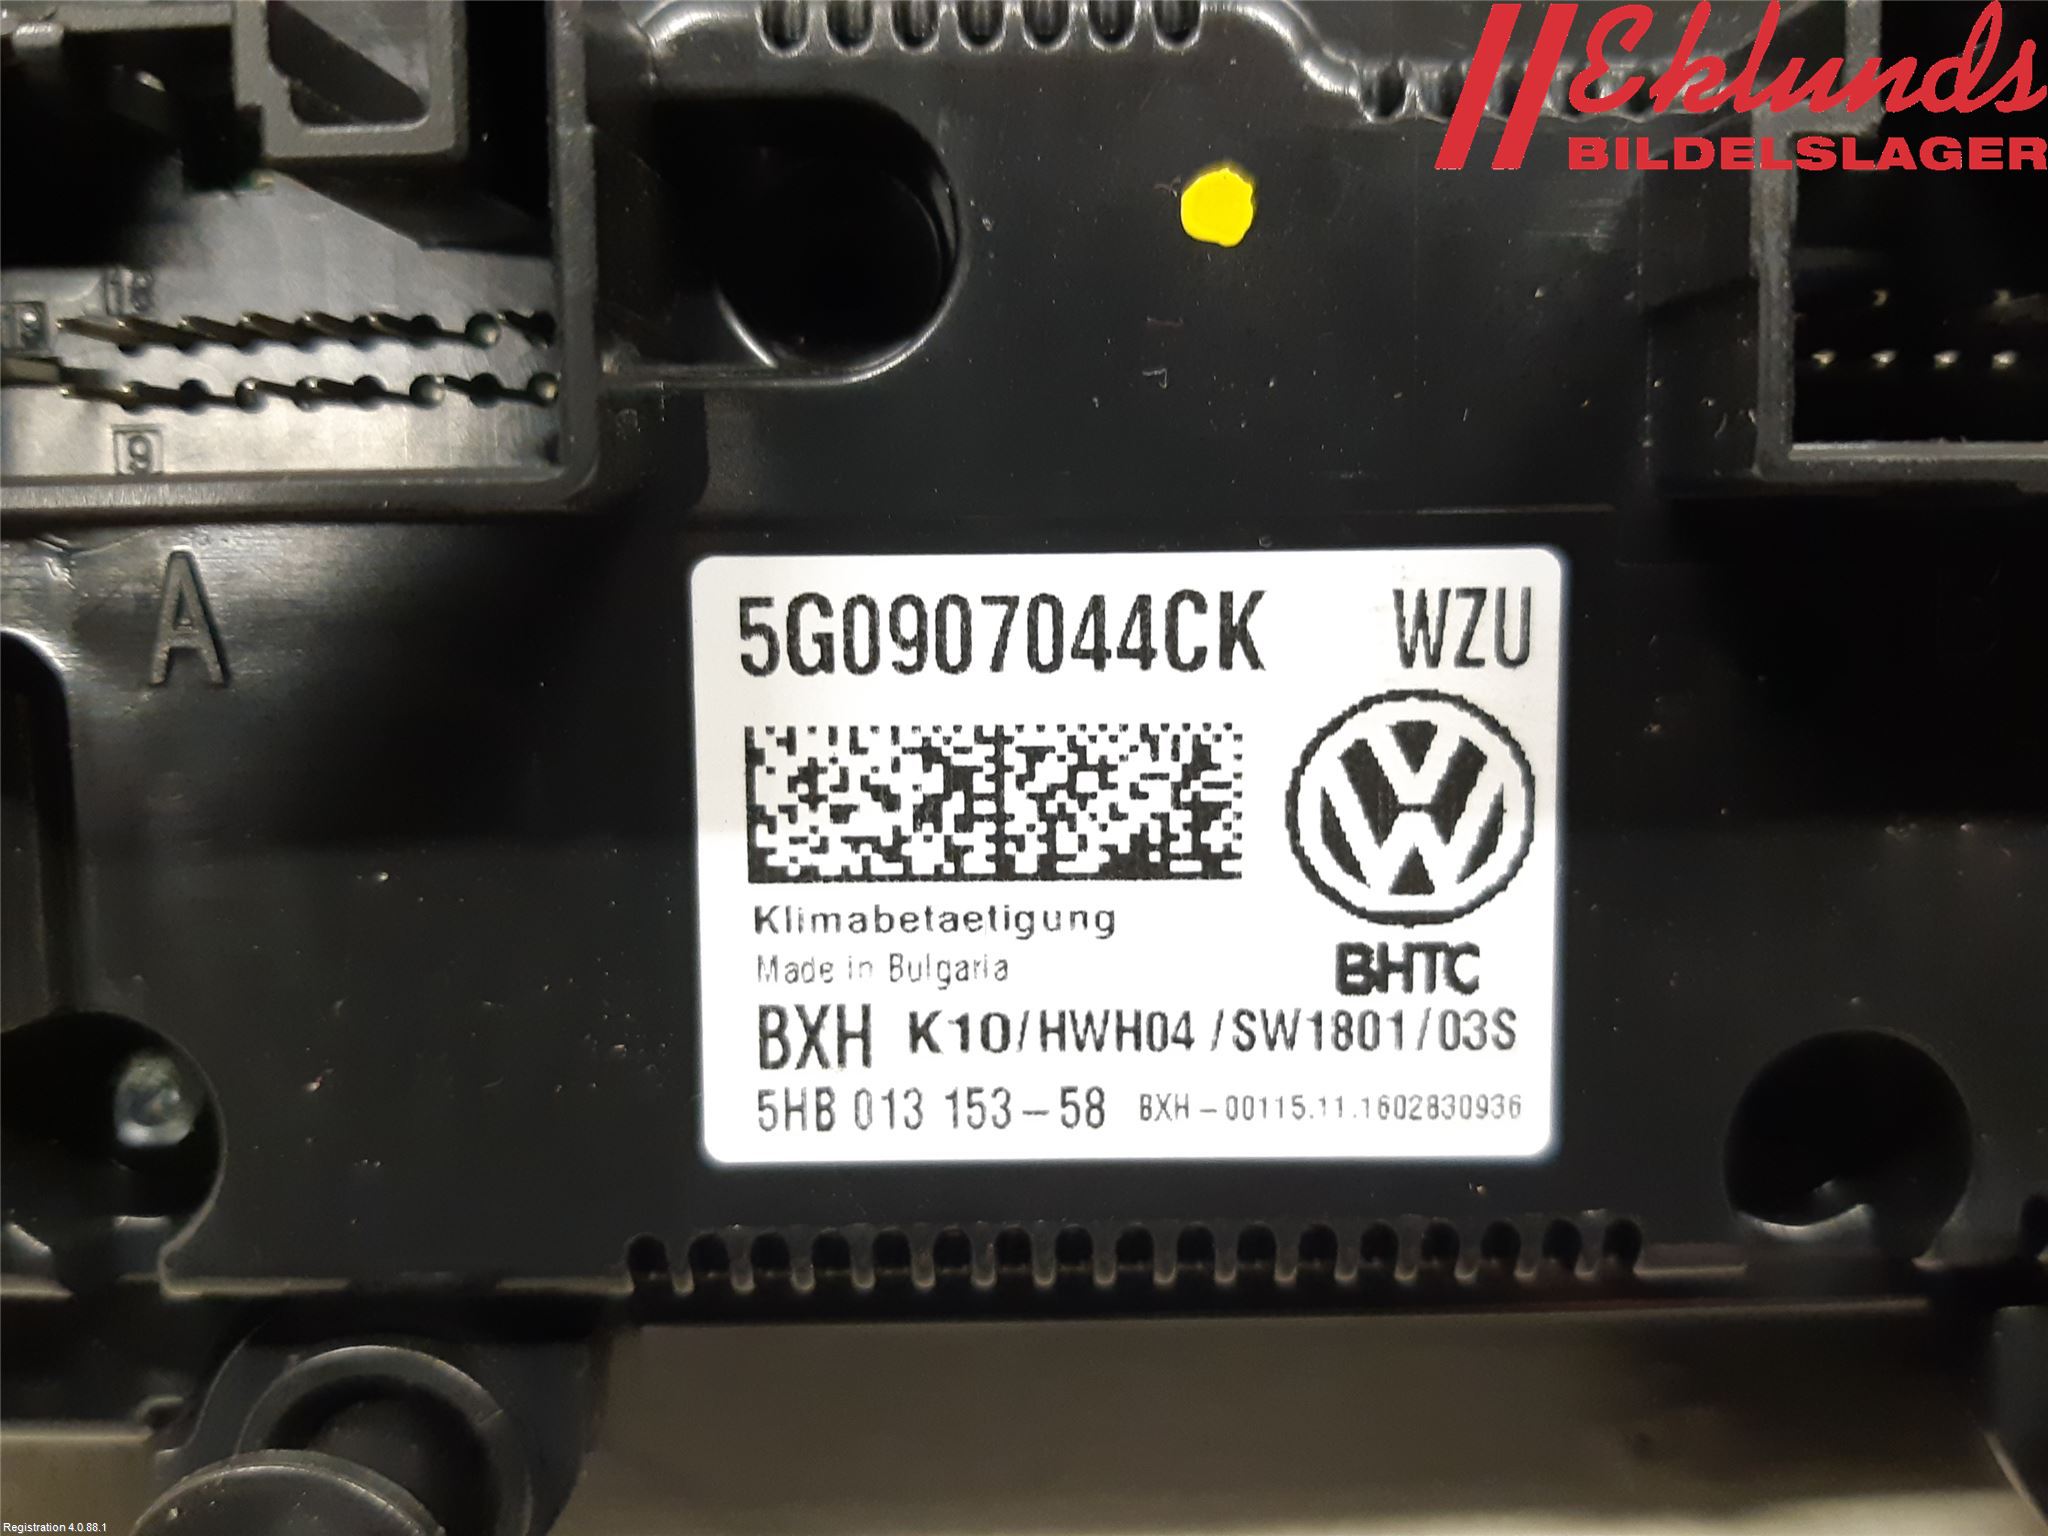 Eklunds
BILDELSLAGER
18
19
9
A
5G0907044CK WZU
Klimabetaetigung
Made in Bulgaria
BHTC
BXH K10/HWH04 /SW1801/03S
5HB 013 153-58 BXH-00115.11.1602830936
Registration 4.0.88.1